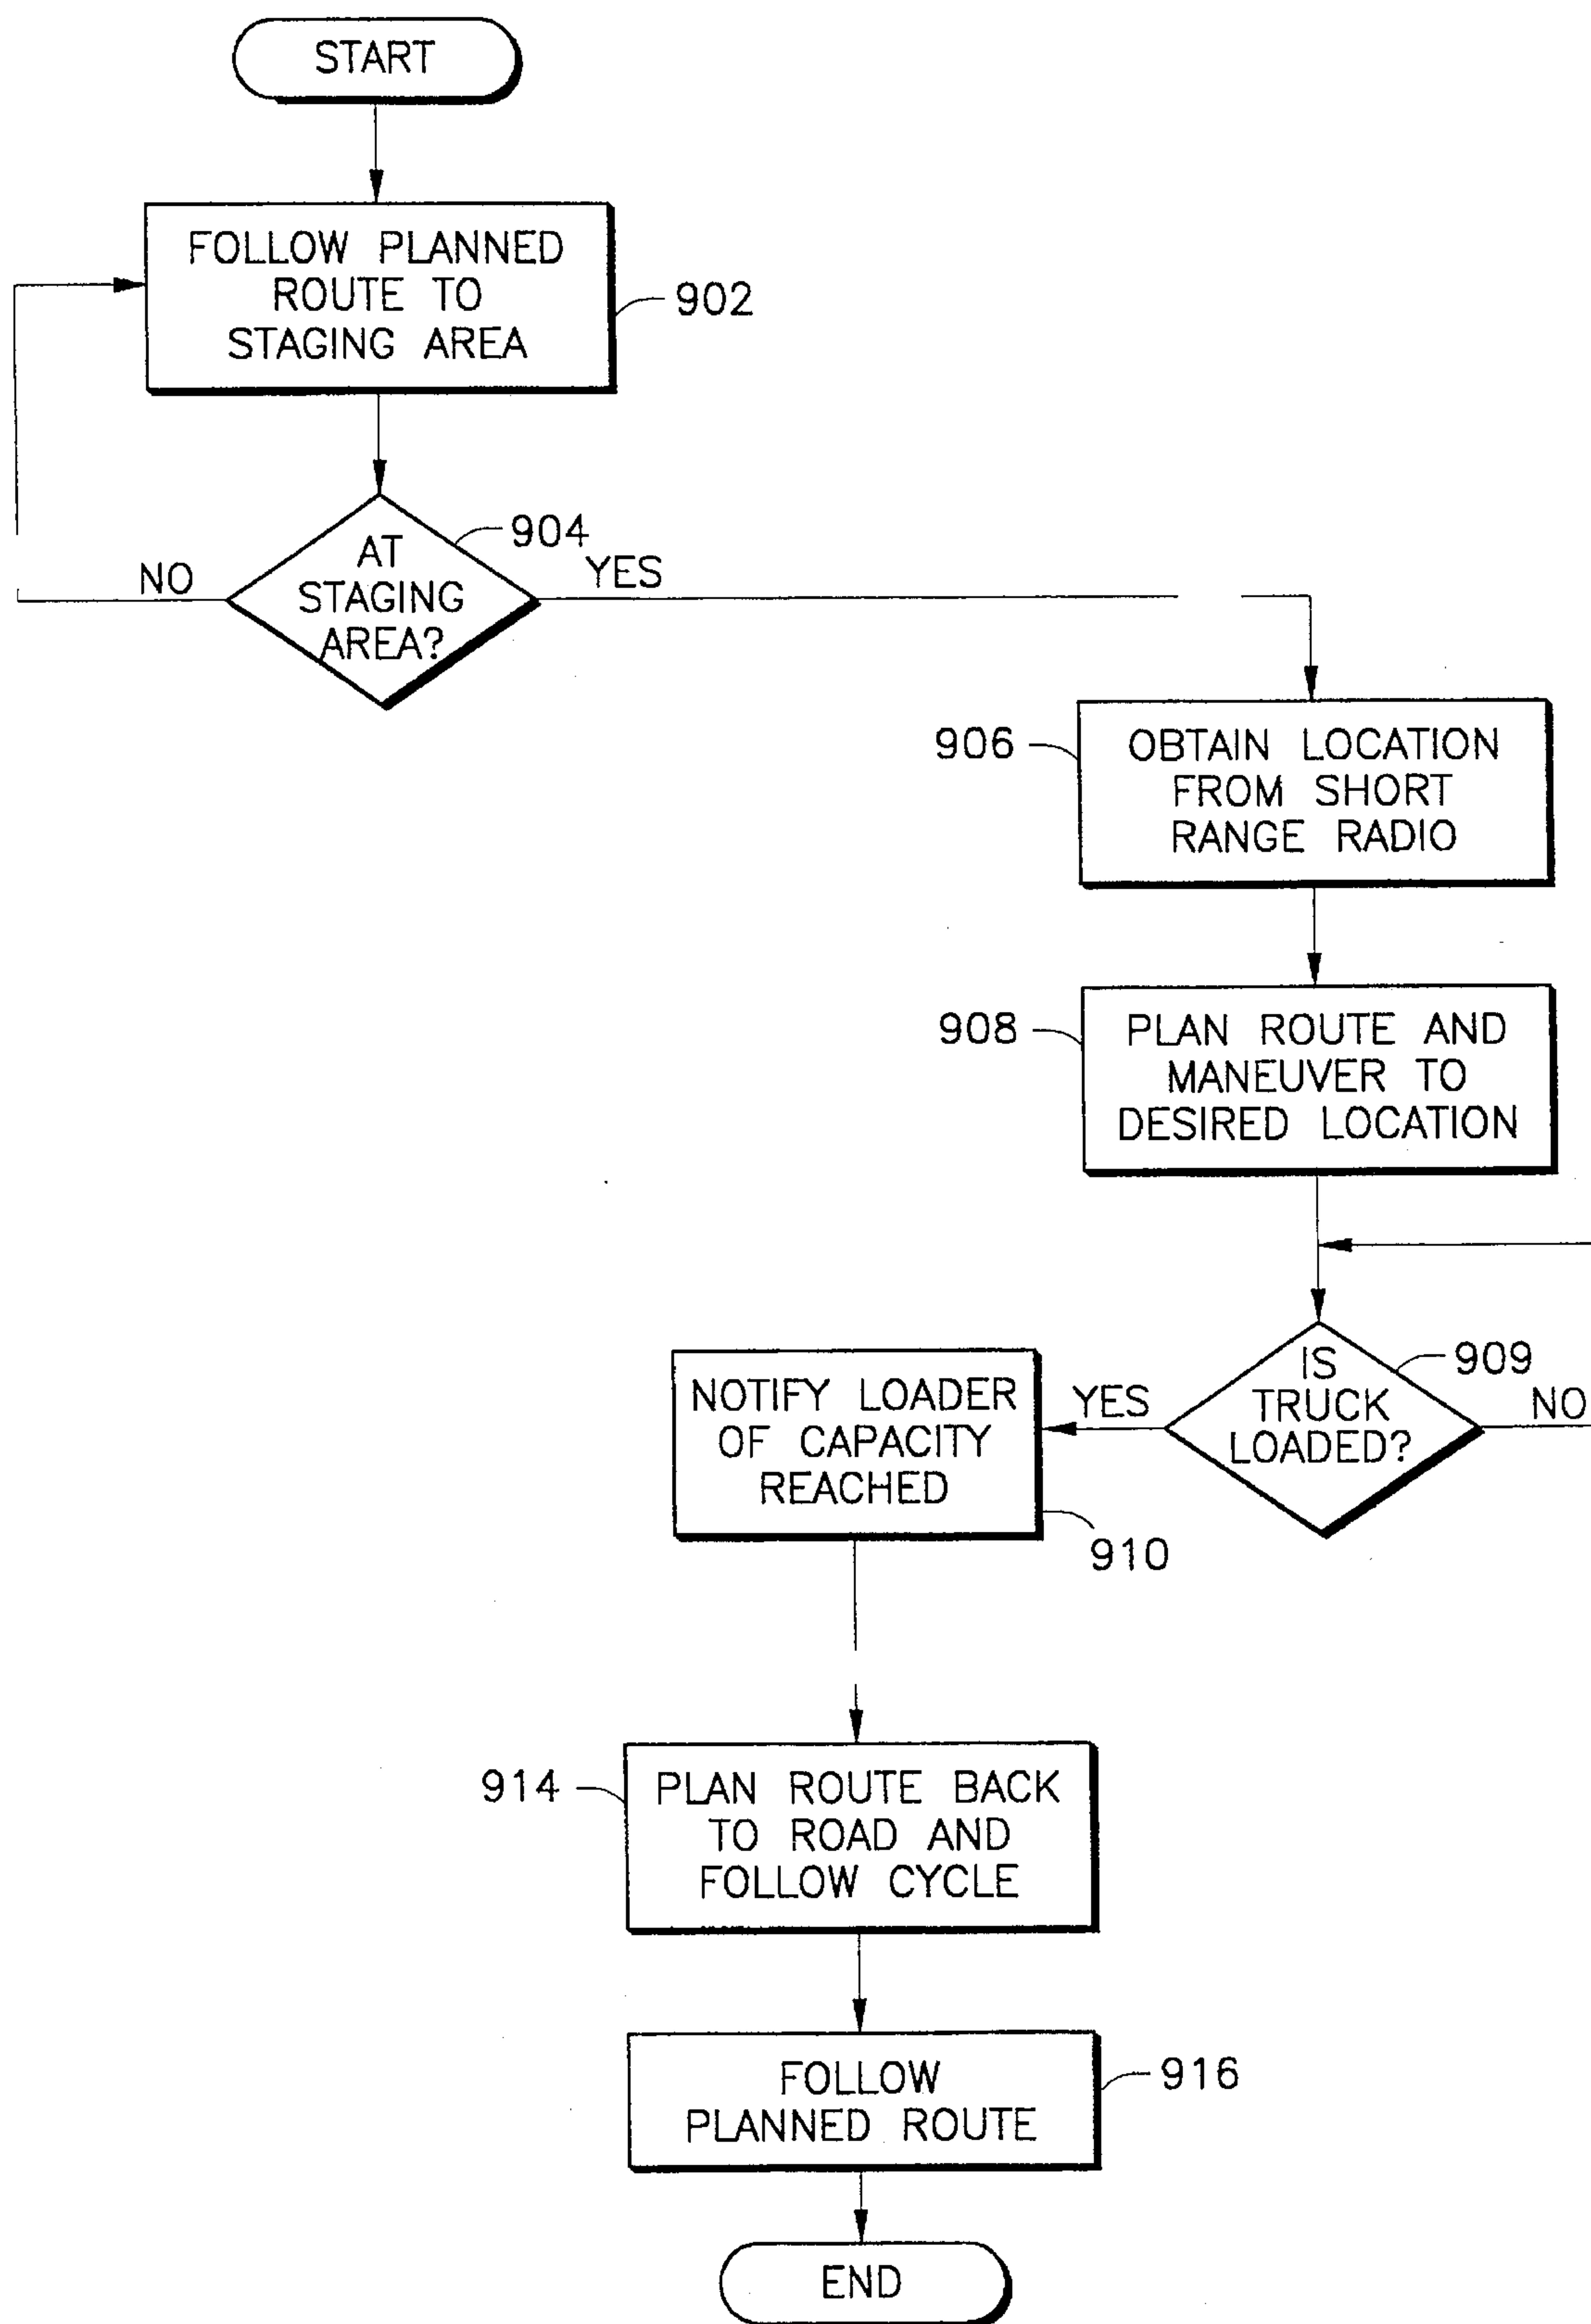 START
FOLLOW PLANNED
ROUTE TO
STAGING AREA
902
904
AT
STAGING
AREA?
NO
YES
906
OBTAIN LOCATION
FROM SHORT
RANGE RADIO
908
PLAN ROUTE AND
MANEUVER TO
DESIRED LOCATION
909
IS
TRUCK
LOADED?
NO
YES
NOTIFY LOADER
OF CAPACITY
REACHED
910
914
PLAN ROUTE BACK
TO ROAD AND
FOLLOW CYCLE
FOLLOW
PLANNED ROUTE
916
END